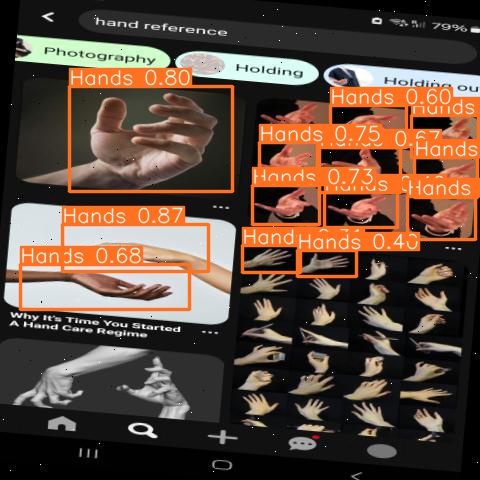 hand reference
79%
Photography
Holding
Holding ou
Hands 0.80
Hands 0.60
Hands
Hands 0.75
Hands
Hands 0.73
Hands
Hands 0.87
Hands 0.68
Hands 0.40
Why It's Time You Started
A Hand Care Regime